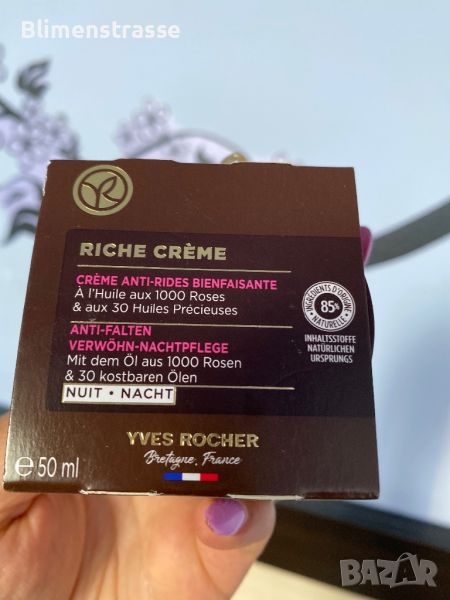 Blimenstrasse
RICHE CRÈME
CRÈME ANTI-RIDES BIENFAISANTE
À l'Huile aux 1000 Roses
& aux 30 Huiles Précieuses
ANTI-FALTEN
VERWÖHN-NACHTPFLEGE
Mit dem Öl aus 1000 Rosen
& 30 kostbaren Ölen
NUIT • NACHT
INGRÉDIENTS D'ORIGINE
85%
NATURELLE
INHALTSSTOFFE
NATÜRLICHEN
URSPRUNGS
YVES ROCHER
Bretagne, France
℮ 50 ml
BAZAR